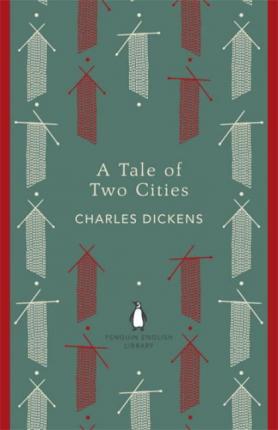 A Tale of
Two Cities
CHARLES DICKENS
PENGUIN ENGLISH
LIBRARY